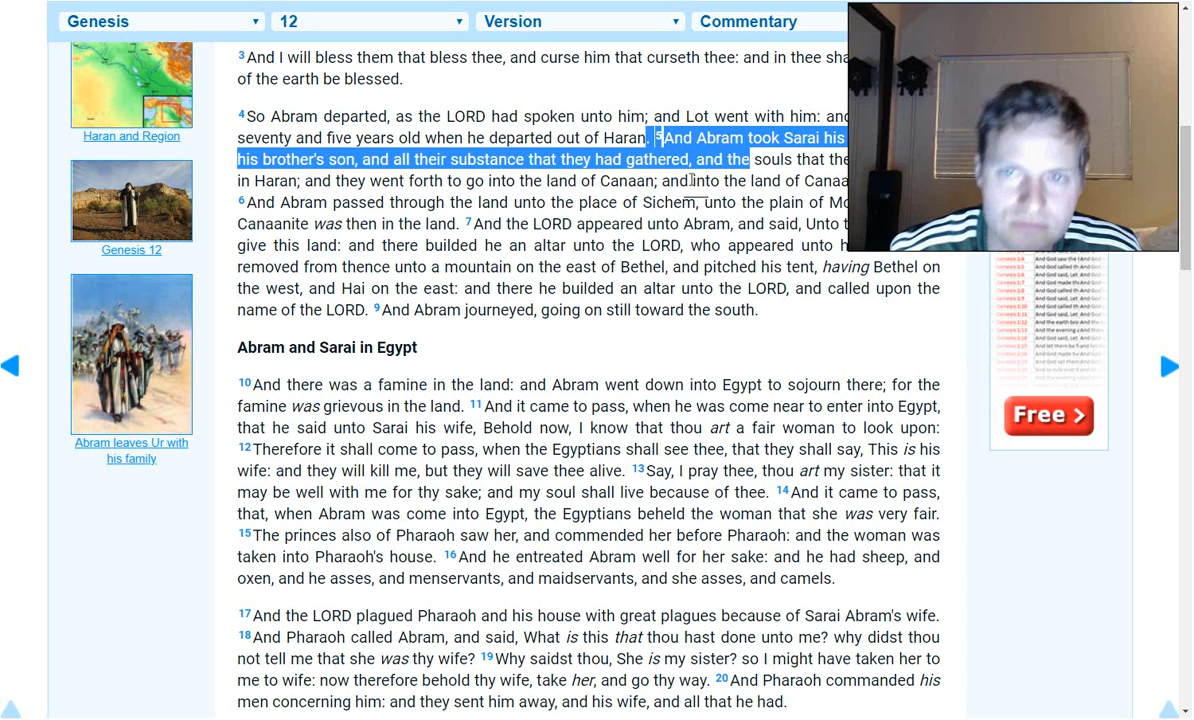 Genesis
12
Version
Commentary
3And I will bless them that bless thee, and curse him that curseth thee: and in thee sha
of the earth be blessed.
4So Abram departed, as the LORD had spoken unto him; and Lot went with him: and
seventy and five years old when he departed out of Haran. 5And Abram took Sarai his
his brother's son, and all their substance that they had gathered, and the souls that the
in Haran; and they went forth to go into the land of Canaan; and into the land of Canaa
6And Abram passed through the land unto the place of Sichem, unto the plain of Mo
Canaanite was then in the land. 7And the LORD appeared unto Abram, and said, Unto t
give this land: and there builded he an altar unto the LORD, who appeared unto h
removed from thence unto a mountain on the east of Bethel, and pitched his tent, having Bethel on
the west, and Hai on the east: and there he builded an altar unto the LORD, and called upon the
name of the LORD. 9And Abram journeyed, going on still toward the south.
Abram and Sarai in Egypt
10And there was a famine in the land: and Abram went down into Egypt to sojourn there; for the
famine was grievous in the land. 11And it came to pass, when he was come near to enter into Egypt,
that he said unto Sarai his wife, Behold now, I know that thou art a fair woman to look upon:
12Therefore it shall come to pass, when the Egyptians shall see thee, that they shall say, This is his
wife: and they will kill me, but they will save thee alive. 13Say, I pray thee, thou art my sister: that it
may be well with me for thy sake; and my soul shall live because of thee. 14And it came to pass,
that, when Abram was come into Egypt, the Egyptians beheld the woman that she was very fair.
15The princes also of Pharaoh saw her, and commended her before Pharaoh: and the woman was
taken into Pharaoh's house. 16And he entreated Abram well for her sake: and he had sheep, and
oxen, and he asses, and menservants, and maidservants, and she asses, and camels.
17And the LORD plagued Pharaoh and his house with great plagues because of Sarai Abram's wife.
18And Pharaoh called Abram, and said, What is this that thou hast done unto me? why didst thou
not tell me that she was thy wife? 19Why saidst thou, She is my sister? so I might have taken her to
me to wife: now therefore behold thy wife, take her, and go thy way. 20And Pharaoh commanded his
men concerning him: and they sent him away, and his wife, and all that he had.
Haran and Region
Genesis 12
Abram leaves Ur with
his family
Free >